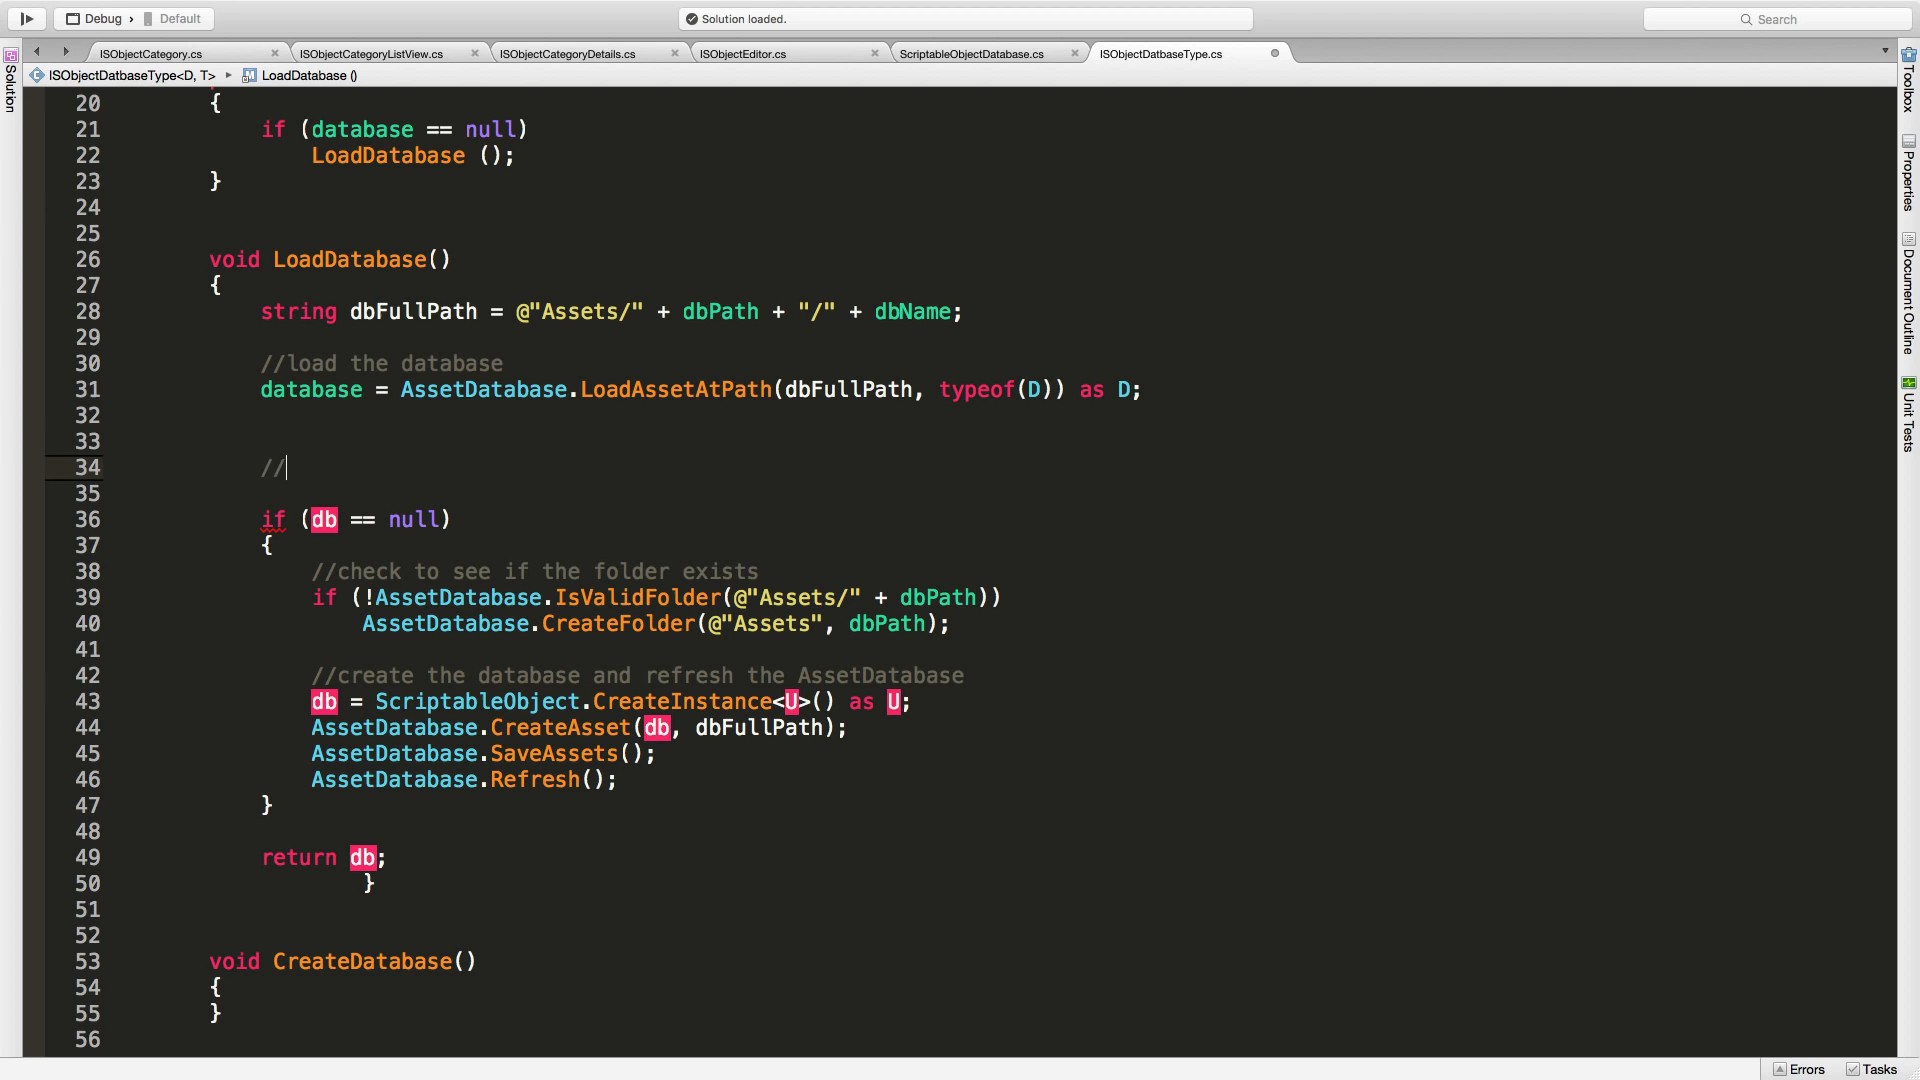 Debug › Default
Solution loaded.
Search
ISObjectCategory.cs
ISObjectCategoryListView.cs
ISObjectCategoryDetails.cs
ISObjectEditor.cs
ScriptableObjectDatabase.cs
ISObjectDatbaseType.cs
ISObjectDatbaseType<D, T> ▸ LoadDatabase ()
Solution
Toolbox
Properties
Document Outline
Unit Tests
20 {
21 if (database == null)
22 LoadDatabase ();
23 }
24
25
26 void LoadDatabase()
27 {
28 string dbFullPath = @"Assets/" + dbPath + "/" + dbName;
29
30 //load the database
31 database = AssetDatabase.LoadAssetAtPath(dbFullPath, typeof(D)) as D;
32
33
34 //
35
36 if (db == null)
37 {
38 //check to see if the folder exists
39 if (!AssetDatabase.IsValidFolder(@"Assets/" + dbPath))
40 AssetDatabase.CreateFolder(@"Assets", dbPath);
41
42 //create the database and refresh the AssetDatabase
43 db = ScriptableObject.CreateInstance<U>() as U;
44 AssetDatabase.CreateAsset(db, dbFullPath);
45 AssetDatabase.SaveAssets();
46 AssetDatabase.Refresh();
47 }
48
49 return db;
50 }
51
52
53 void CreateDatabase()
54 {
55 }
56
Errors
Tasks